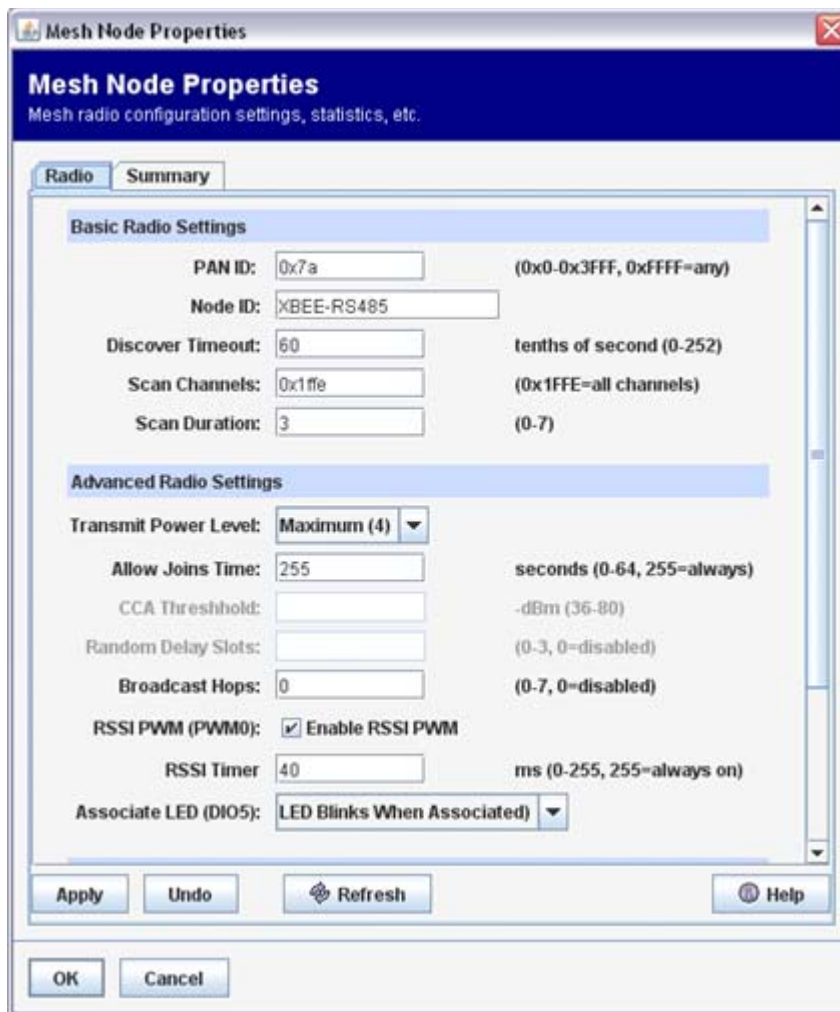 Mesh Node Properties
Mesh Node Properties
Mesh radio configuration settings, statistics, etc.
Radio Summary
Basic Radio Settings
PAN ID: 0x7a (0x0-0x3FFF, 0xFFFF=any)
Node ID: XBEE-RS485
Discover Timeout: 60 tenths of second (0-252)
Scan Channels: 0x1ffe (0x1FFE=all channels)
Scan Duration: 3 (0-7)
Advanced Radio Settings
Transmit Power Level: Maximum (4)
Allow Joins Time: 255 seconds (0-64, 255=always)
CCA Threshhold: -dBm (36-80)
Random Delay Slots: (0-3, 0=disabled)
Broadcast Hops: 0 (0-7, 0=disabled)
RSSI PWM (PWM0): Enable RSSI PWM
RSSI Timer 40 ms (0-255, 255=always on)
Associate LED (DIO5): LED Blinks When Associated)
Apply Undo Refresh Help
OK Cancel